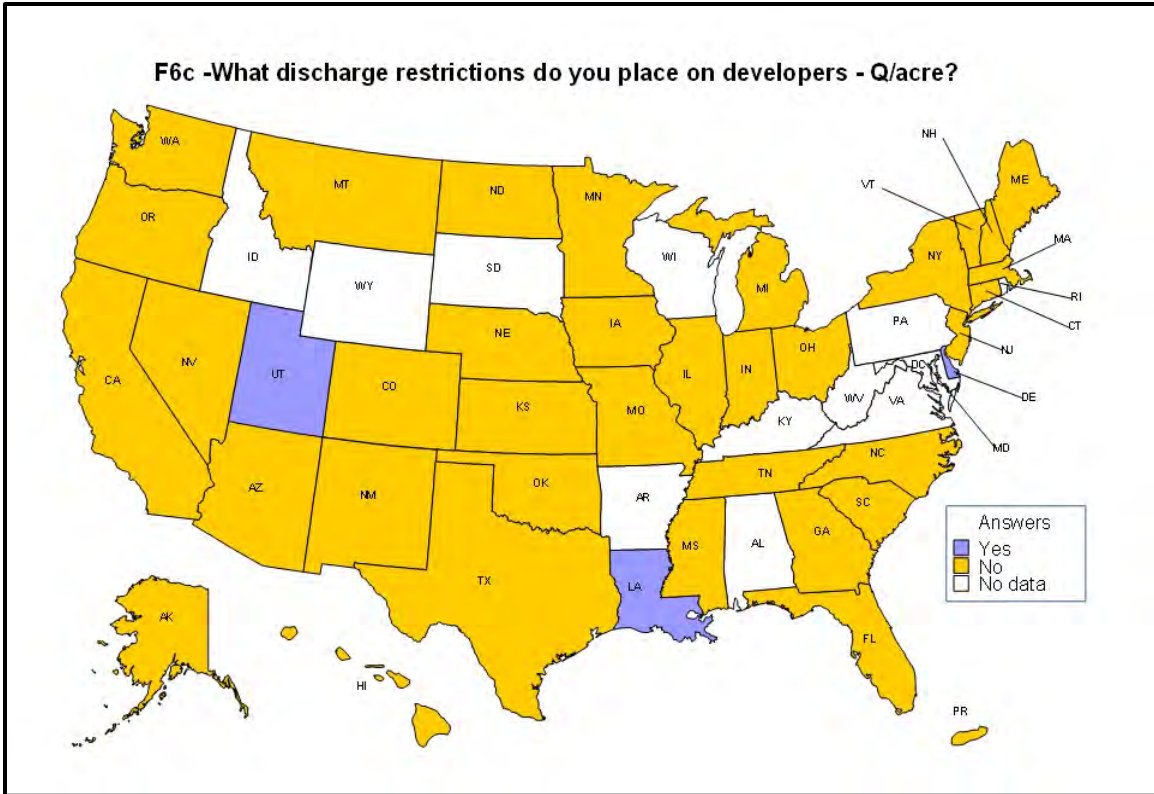 F6c -What discharge restrictions do you place on developers - Q/acre?
WA
MT
ND
MN
NH
ME
VT
OR
ID
SD
WI
NY
MA
WY
MI
RI
PA
CT
NE
IA
NJ
NV
OH
DC
CA
UT
CO
IL
IN
DE
KS
MO
WV
VA
KY
MD
NC
TN
AZ
NM
OK
AR
SC
MS
AL
GA
TX
LA
FL
Answers
Yes
No
No data
AK
HI
PR